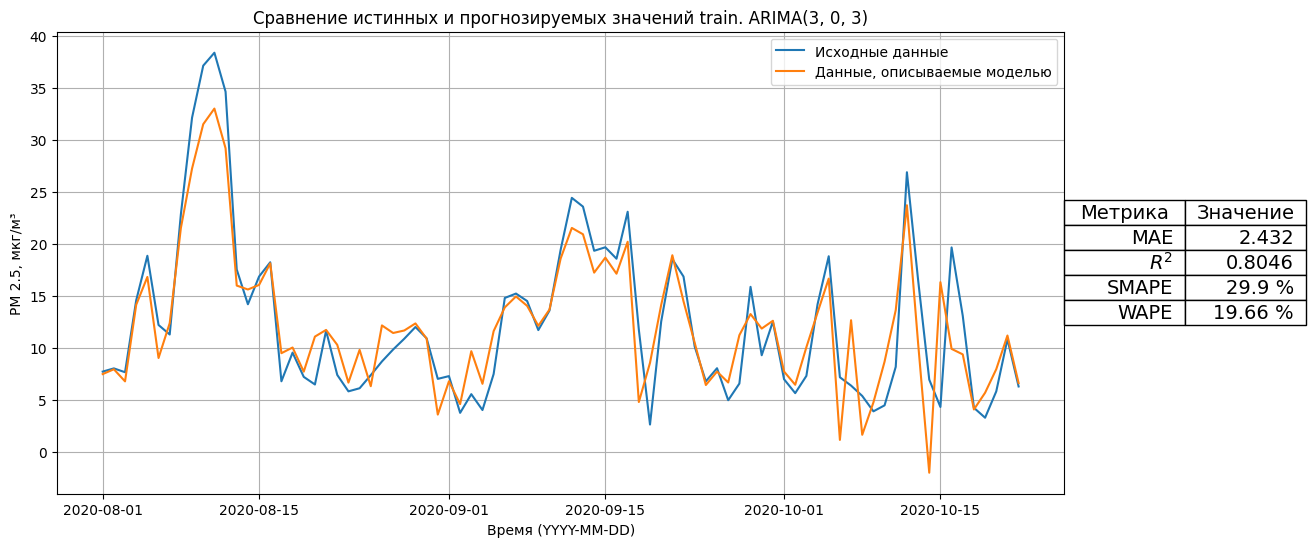 Сравнение истинных и прогнозируемых значений train. ARIMA(3, 0, 3)
Исходные данные
Данные, описываемые моделью
PM 2.5, мкг/м³
40
35
30
25
20
15
10
5
0
2020-08-01 2020-08-15 2020-09-01 2020-09-15 2020-10-01 2020-10-15
Время (YYYY-MM-DD)
Метрика Значение
MAE 2.432
R² 0.8046
SMAPE 29.9 %
WAPE 19.66 %